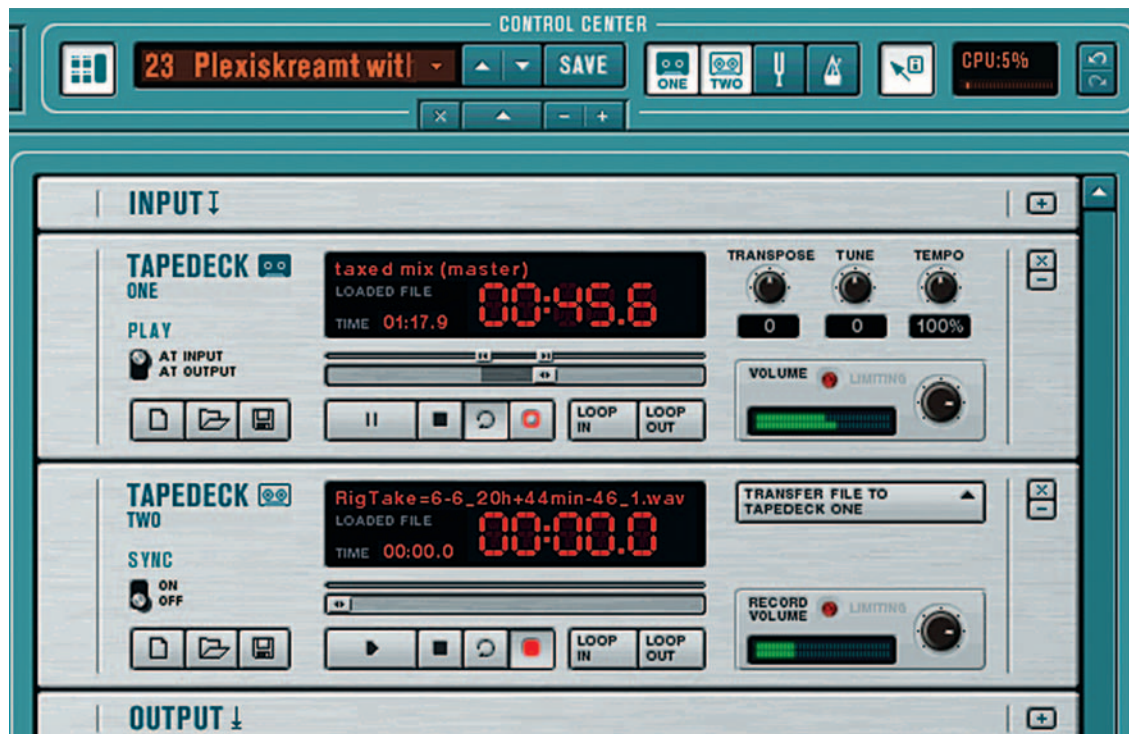 CONTROL CENTER
23 Plexiskreamt with
SAVE
ONE
TWO
CPU:5%
INPUT
TAPEDECK
ONE
PLAY
AT INPUT
AT OUTPUT
taxed mix (master)
LOADED FILE
00:45.6
TIME 01:17.9
LOOP IN
LOOP OUT
TRANSPOSE TUNE TEMPO
0 0 100%
VOLUME LIMITING
TAPEDECK
TWO
SYNC
ON
OFF
RigTake=6-6_20h+44min-46_1.wav
LOADED FILE
00:00.0
TIME 00:00.0
LOOP IN
LOOP OUT
TRANSFER FILE TO
TAPEDECK ONE
RECORD
VOLUME
LIMITING
OUTPUT